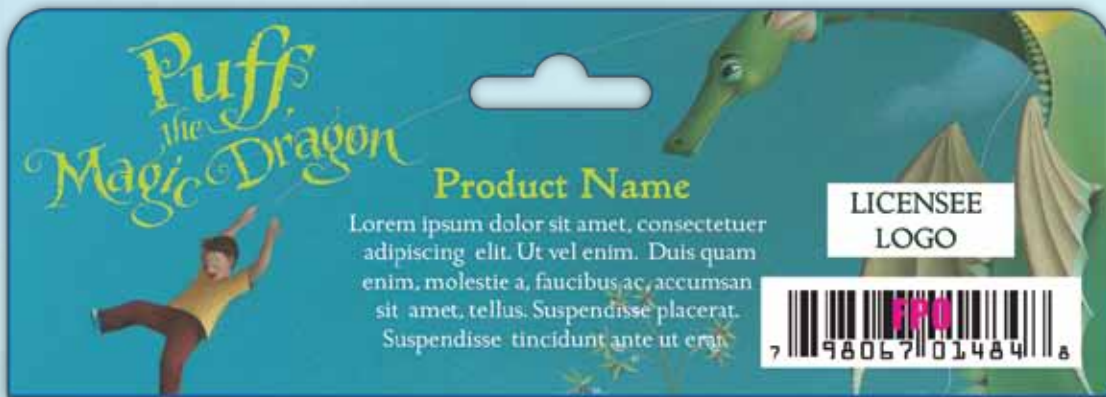 Puff,
the
Magic Dragon
Product Name
Lorem ipsum dolor sit amet, consectetuer
adipiscing elit. Ut vel enim. Duis quam
enim, molestie a, faucibus ac, accumsan
sit amet, tellus. Suspendisse placerat.
Suspendisse tincidunt ante ut erat.
LICENSEE
LOGO
FPO
7 98067 01484 8